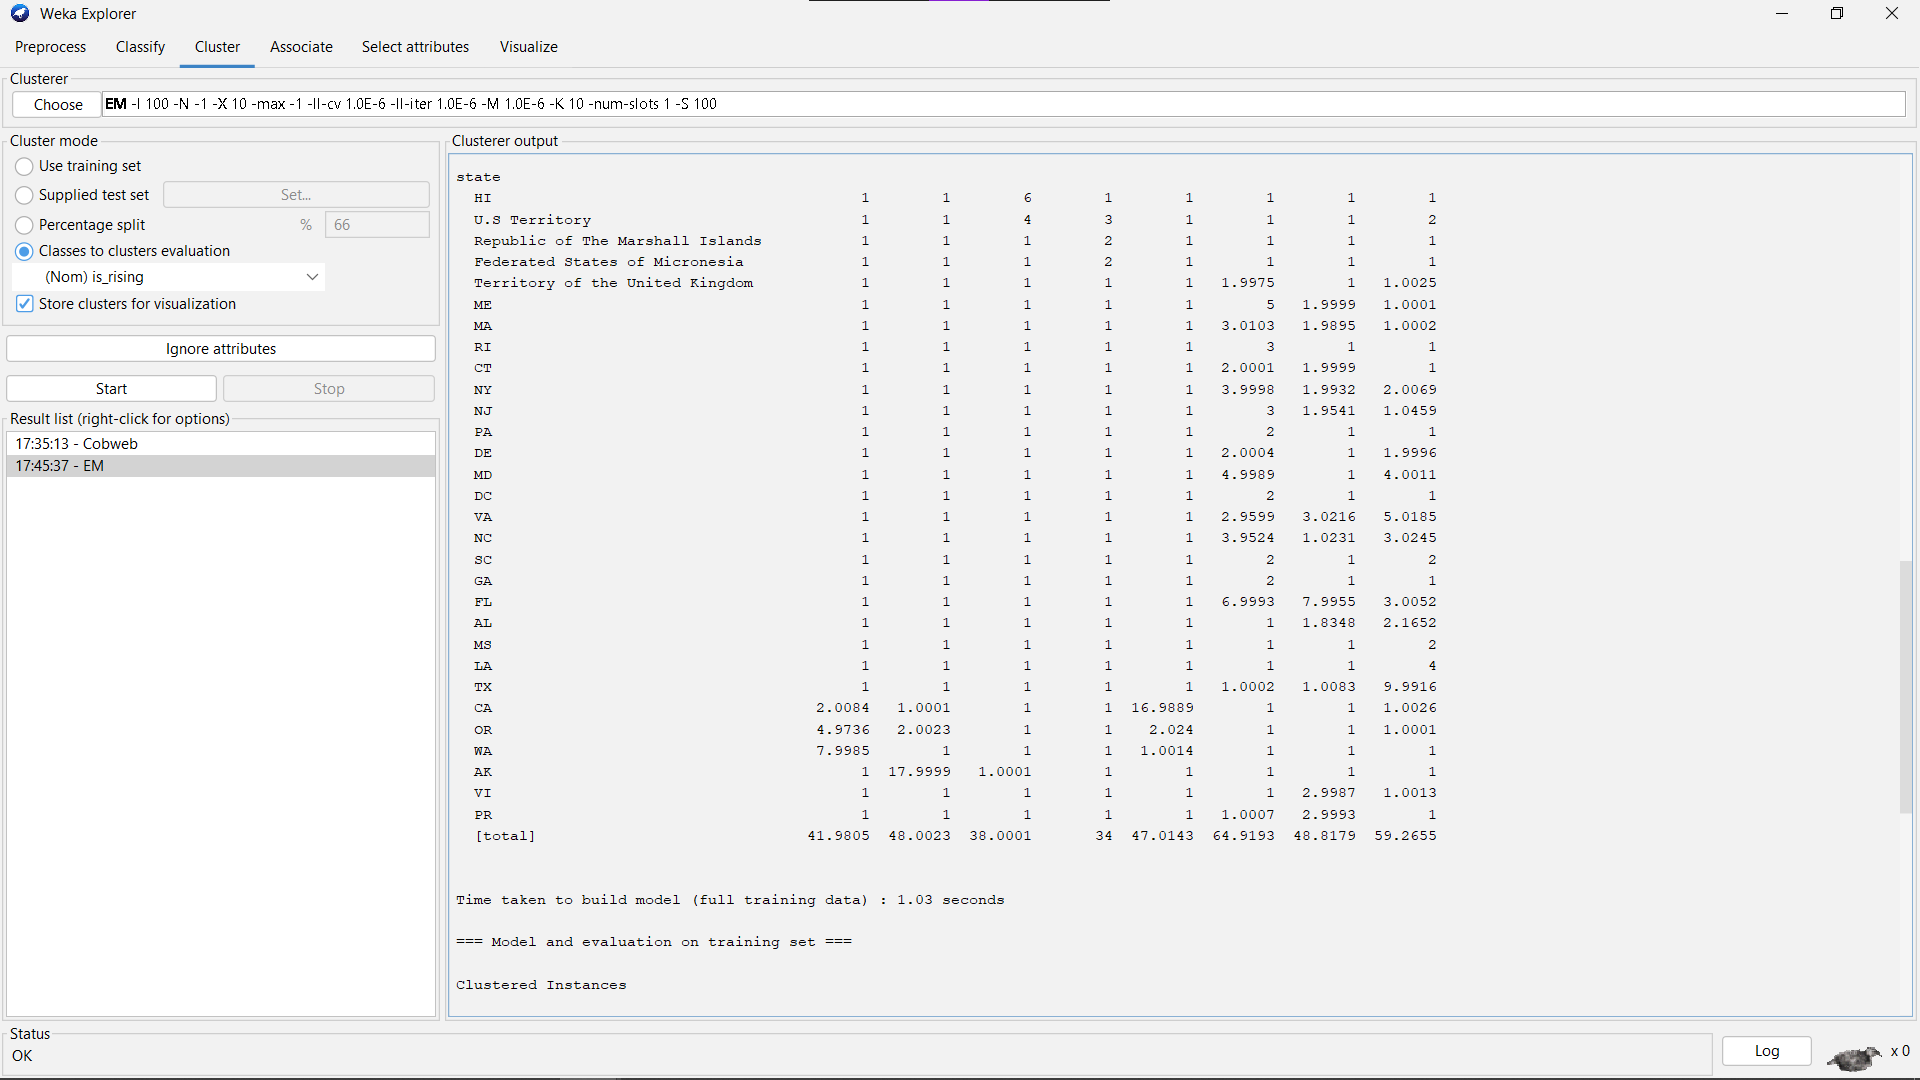 Weka Explorer
Preprocess Classify Cluster Associate Select attributes Visualize
Clusterer
Choose EM -I 100 -N -1 -X 10 -max -1 -ll-cv 1.0E-6 -ll-iter 1.0E-6 -M 1.0E-6 -K 10 -num-slots 1 -S 100
Cluster mode
Use training set
Supplied test set Set...
Percentage split % 66
Classes to clusters evaluation
(Nom) is_rising
Store clusters for visualization
Ignore attributes
Start Stop
Result list (right-click for options)
17:35:13 - Cobweb
17:45:37 - EM
Clusterer output
state
HI 1 1 6 1 1 1 1 1
U.S Territory 1 1 4 3 1 1 1 2
Republic of The Marshall Islands 1 1 1 2 1 1 1 1
Federated States of Micronesia 1 1 1 2 1 1 1 1
Territory of the United Kingdom 1 1 1 1 1 1.9975 1 1.0025
ME 1 1 1 1 1 5 1.9999 1.0001
MA 1 1 1 1 1 3.0103 1.9895 1.0002
RI 1 1 1 1 1 3 1 1
CT 1 1 1 1 1 2.0001 1.9999 1
NY 1 1 1 1 1 3.9998 1.9932 2.0069
NJ 1 1 1 1 1 3 1.9541 1.0459
PA 1 1 1 1 1 2 1 1
DE 1 1 1 1 1 2.0004 1 1.9996
MD 1 1 1 1 1 4.9989 1 4.0011
DC 1 1 1 1 1 2 1 1
VA 1 1 1 1 1 2.9599 3.0216 5.0185
NC 1 1 1 1 1 3.9524 1.0231 3.0245
SC 1 1 1 1 1 2 1 2
GA 1 1 1 1 1 2 1 1
FL 1 1 1 1 1 6.9993 7.9955 3.0052
AL 1 1 1 1 1 1 1.8348 2.1652
MS 1 1 1 1 1 1 1 2
LA 1 1 1 1 1 1 1 4
TX 1 1 1 1 1 1.0002 1.0083 9.9916
CA 2.0084 1.0001 1 1 16.9889 1 1 1.0026
OR 4.9736 2.0023 1 1 2.024 1 1 1.0001
WA 7.9985 1 1 1 1.0014 1 1 1
AK 1 17.9999 1.0001 1 1 1 1 1
VI 1 1 1 1 1 1 2.9987 1.0013
PR 1 1 1 1 1 1.0007 2.9993 1
[total] 41.9805 48.0023 38.0001 34 47.0143 64.9193 48.8179 59.2655
Time taken to build model (full training data) : 1.03 seconds
=== Model and evaluation on training set ===
Clustered Instances
Status
OK
Log
x 0